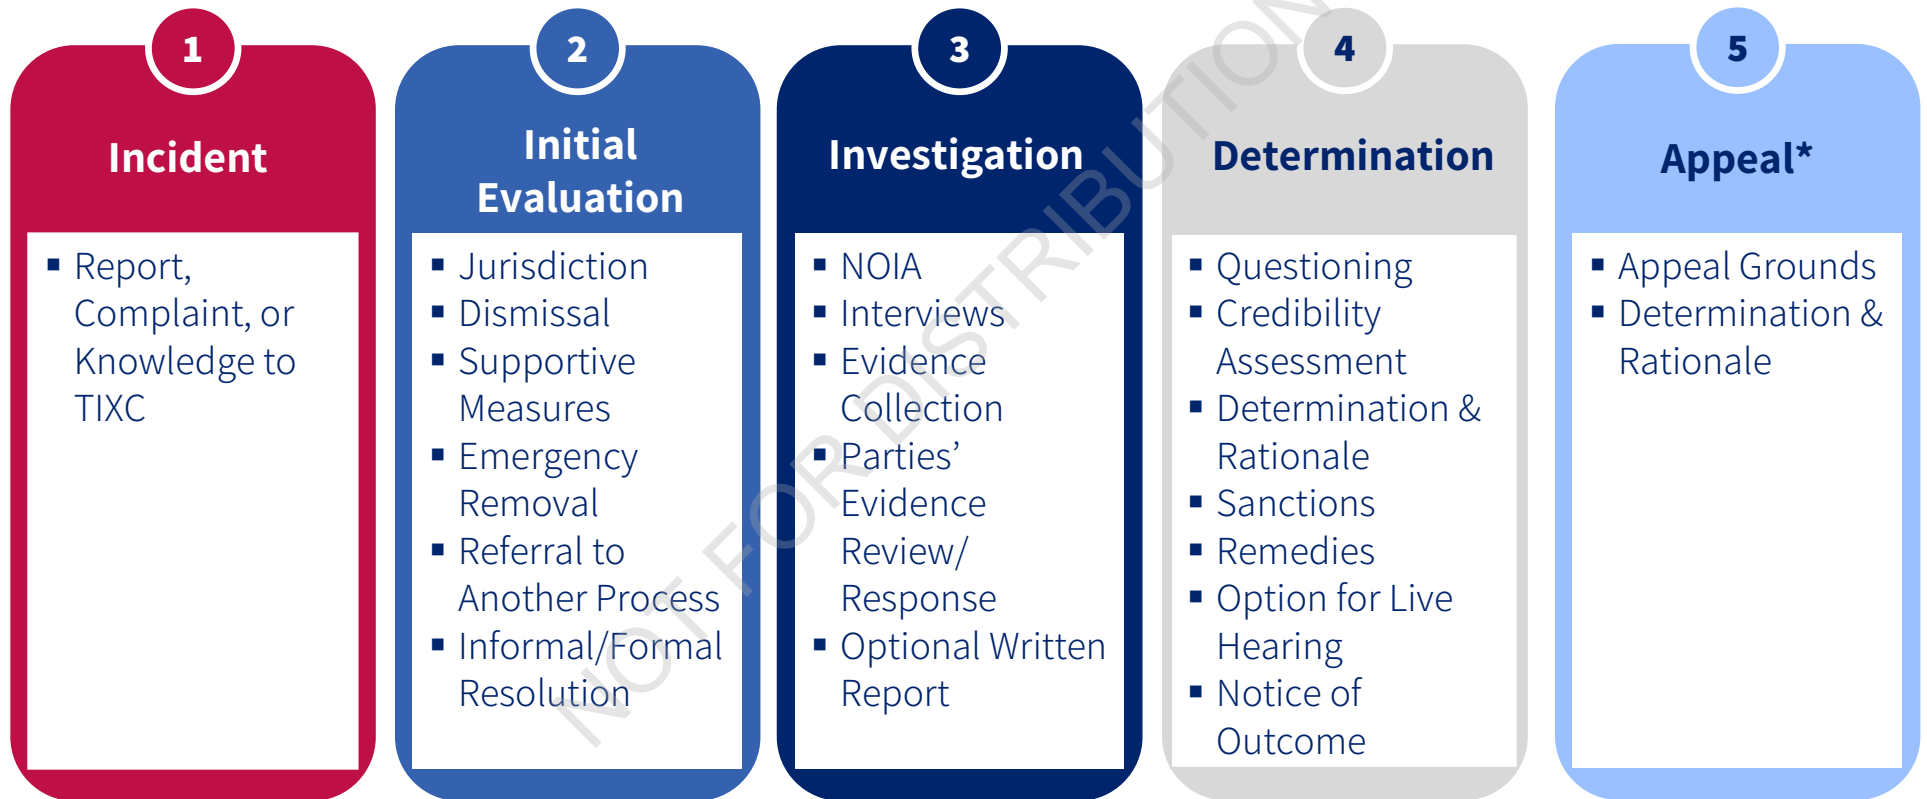 1
Incident
▪ Report,
Complaint, or
Knowledge to
TIXC
2
Initial
Evaluation
▪ Jurisdiction
▪ Dismissal
▪ Supportive
Measures
▪ Emergency
Removal
▪ Referral to
Another Process
▪ Informal/Formal
Resolution
3
Investigation
▪ NOIA
▪ Interviews
▪ Evidence
Collection
▪ Parties’
Evidence
Review/
Response
▪ Optional Written
Report
4
Determination
▪ Questioning
▪ Credibility
Assessment
▪ Determination &
Rationale
▪ Sanctions
▪ Remedies
▪ Option for Live
Hearing
▪ Notice of
Outcome
5
Appeal*
▪ Appeal Grounds
▪ Determination &
Rationale
NOT FOR DISTRIBUTION